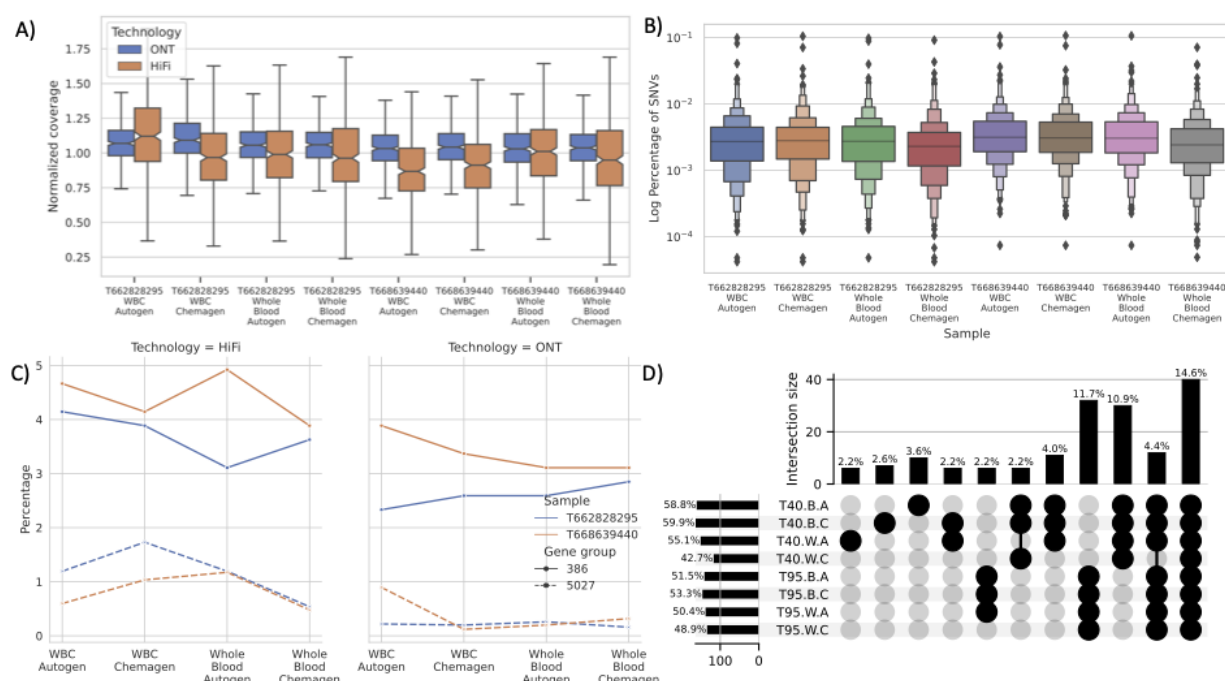 A)
Technology
ONT
HiFi
Normalized coverage
1.75
1.50
1.25
1.00
0.75
0.50
0.25
T662828295 WBC Autogen
T662828295 WBC Chemagen
T662828295 Whole Blood Autogen
T662828295 Whole Blood Chemagen
T668639440 WBC Autogen
T668639440 WBC Chemagen
T668639440 Whole Blood Autogen
T668639440 Whole Blood Chemagen
B)
Log Percentage of SNVs
10⁻¹
10⁻²
10⁻³
10⁻⁴
T662828295 WBC Autogen
T662828295 WBC Chemagen
T662828295 Whole Blood Autogen
T662828295 Whole Blood Chemagen
T668639440 WBC Autogen
T668639440 WBC Chemagen
T668639440 Whole Blood Autogen
T668639440 Whole Blood Chemagen
Sample
C)
Technology = HiFi
Technology = ONT
Percentage
5
4
3
2
1
0
Sample
T662828295
T668639440
Gene group
386
5027
WBC Autogen
WBC Chemagen
Whole Blood Autogen
Whole Blood Chemagen
WBC Autogen
WBC Chemagen
Whole Blood Autogen
Whole Blood Chemagen
D)
Intersection size
40
20
0
2.2%
2.6%
3.6%
2.2%
2.2%
2.2%
4.0%
11.7%
10.9%
4.4%
14.6%
58.8% T40.B.A
59.9% T40.B.C
55.1% T40.W.A
42.7% T40.W.C
51.5% T95.B.A
53.3% T95.B.C
50.4% T95.W.A
48.9% T95.W.C
100 0